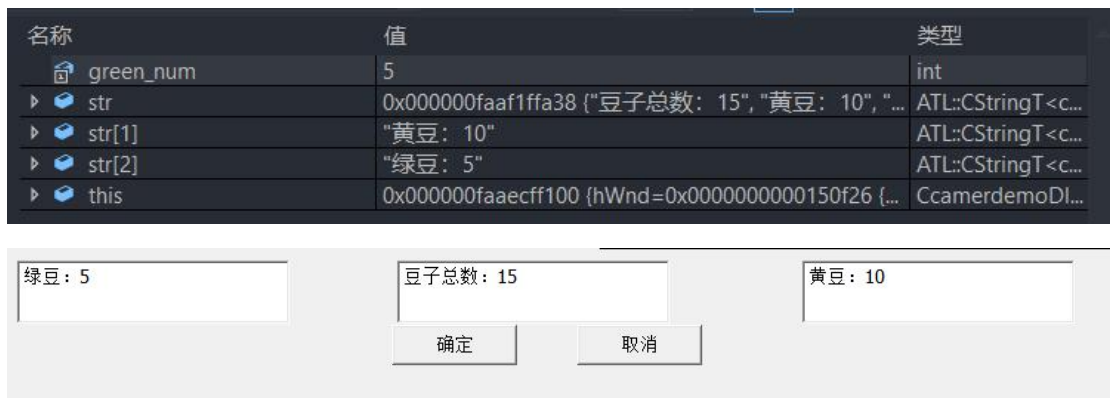 名称 值 类型
green_num 5 int
str 0x000000faaf1ffa38 {"豆子总数：15", "黄豆：10", "... ATL::CStringT<c...
str[1] "黄豆：10" ATL::CStringT<c...
str[2] "绿豆：5" ATL::CStringT<c...
this 0x000000faaecff100 {hWnd=0x0000000000150f26 {... CcamerdemoDl...
绿豆：5 豆子总数：15 黄豆：10
确定 取消